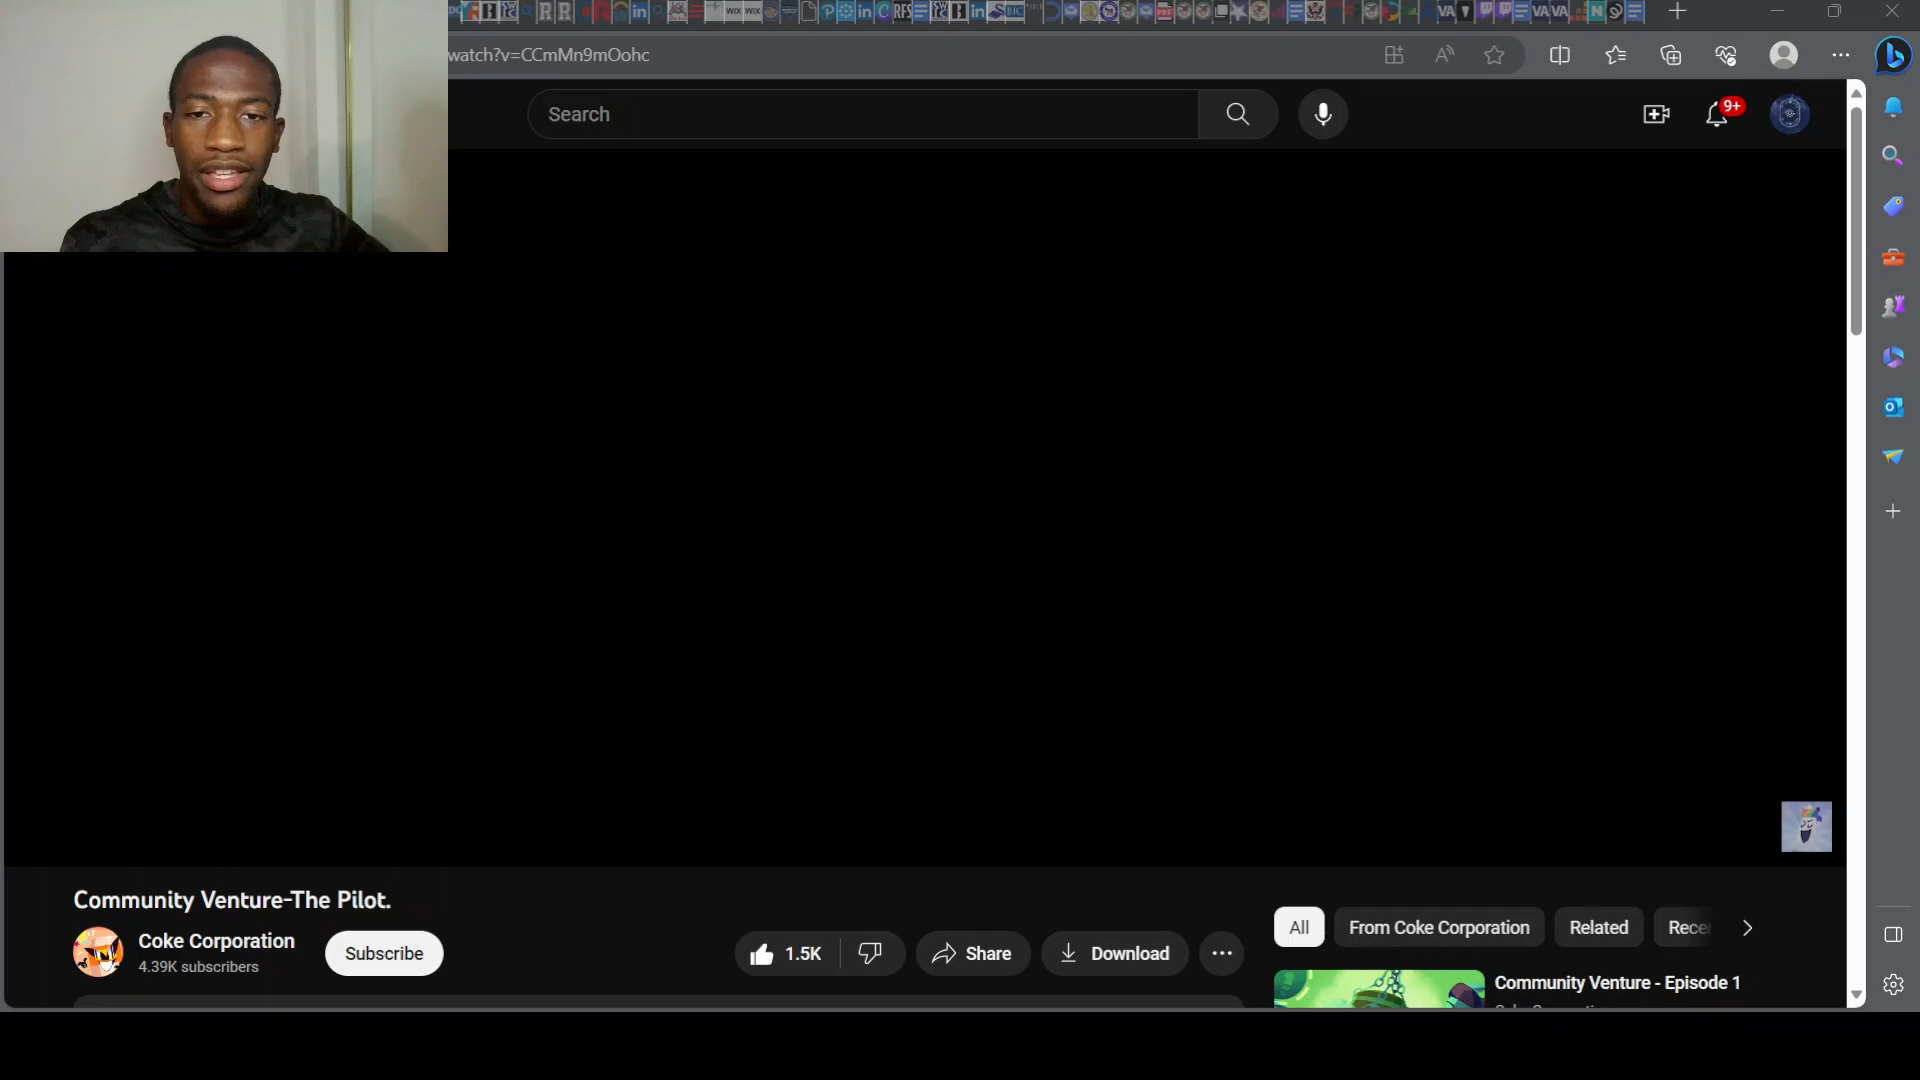 watch?v=CCmMn9mOohc
Search
9+
Community Venture-The Pilot.
Coke Corporation
4.39K subscribers
Subscribe
1.5K
Share
Download
All
From Coke Corporation
Related
Recer
Community Venture - Episode 1